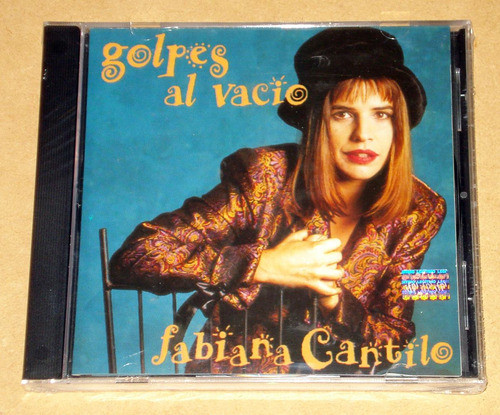 golpes
al vacio
fabiana Cantilo